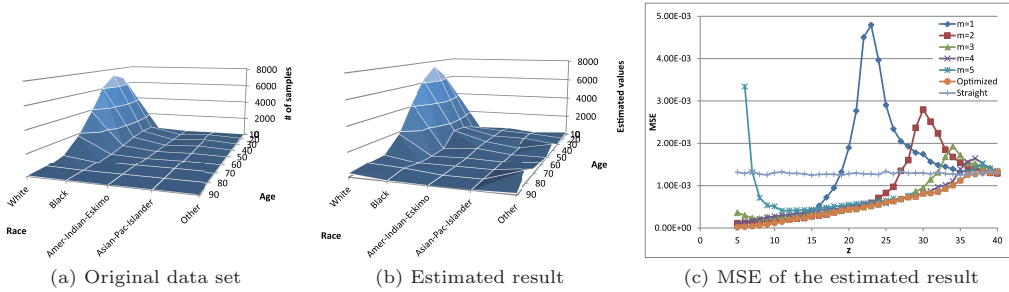 8000
6000
4000
2000
# of samples
10
20
30
40
50
60
70
80
90
Age
White
Black
Amer-Indian-Eskimo
Asian-Pac-Islander
Other
Race
(a) Original data set
8000
6000
4000
2000
Estimated values
10
20
30
40
50
60
70
80
90
Age
White
Black
Amer-Indian-Eskimo
Asian-Pac-Islander
Other
Race
(b) Estimated result
5.00E-03
4.00E-03
3.00E-03
2.00E-03
1.00E-03
0.00E+00
MSE
0 5 10 15 20 25 30 35 40
z
m=1
m=2
m=3
m=4
m=5
Optimized
Straight
(c) MSE of the estimated result